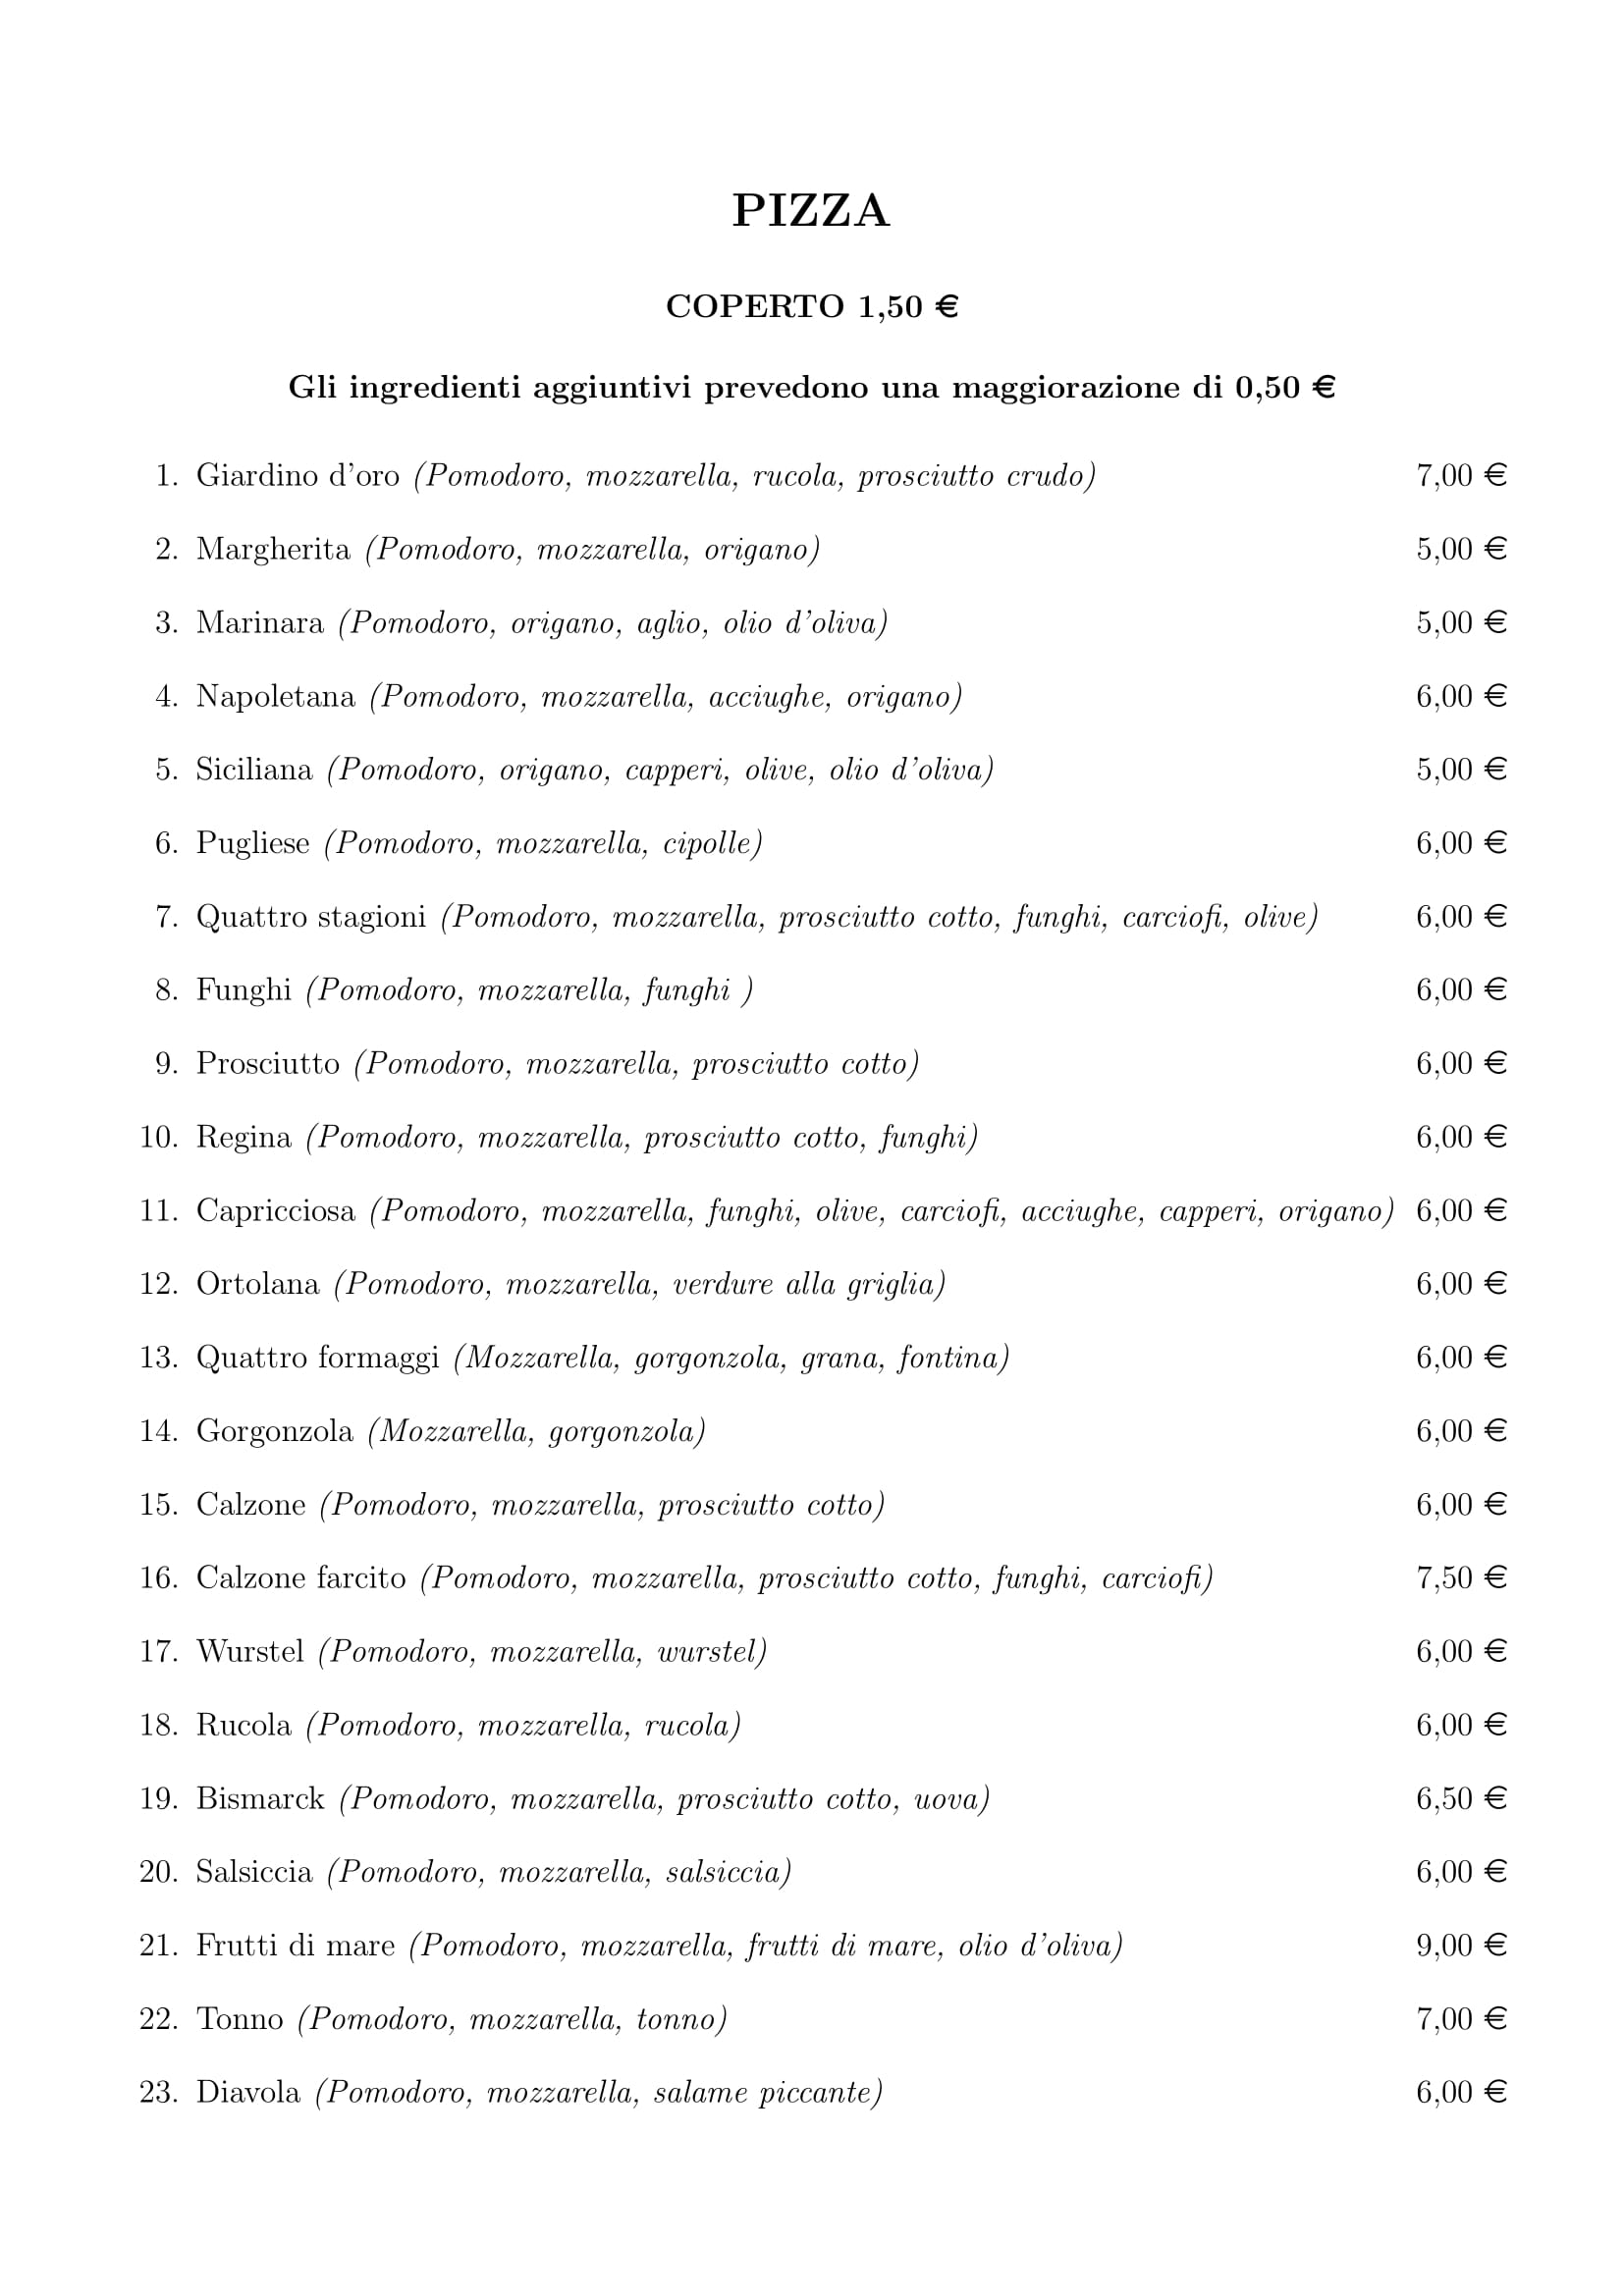 PIZZA
COPERTO 1,50 €
Gli ingredienti aggiuntivi prevedono una maggiorazione di 0,50 €
1. Giardino d'oro (Pomodoro, mozzarella, rucola, prosciutto crudo) 7,00 €
2. Margherita (Pomodoro, mozzarella, origano) 5,00 €
3. Marinara (Pomodoro, origano, aglio, olio d'oliva) 5,00 €
4. Napoletana (Pomodoro, mozzarella, acciughe, origano) 6,00 €
5. Siciliana (Pomodoro, origano, capperi, olive, olio d'oliva) 5,00 €
6. Pugliese (Pomodoro, mozzarella, cipolle) 6,00 €
7. Quattro stagioni (Pomodoro, mozzarella, prosciutto cotto, funghi, carciofi, olive) 6,00 €
8. Funghi (Pomodoro, mozzarella, funghi ) 6,00 €
9. Prosciutto (Pomodoro, mozzarella, prosciutto cotto) 6,00 €
10. Regina (Pomodoro, mozzarella, prosciutto cotto, funghi) 6,00 €
11. Capricciosa (Pomodoro, mozzarella, funghi, olive, carciofi, acciughe, capperi, origano) 6,00 €
12. Ortolana (Pomodoro, mozzarella, verdure alla griglia) 6,00 €
13. Quattro formaggi (Mozzarella, gorgonzola, grana, fontina) 6,00 €
14. Gorgonzola (Mozzarella, gorgonzola) 6,00 €
15. Calzone (Pomodoro, mozzarella, prosciutto cotto) 6,00 €
16. Calzone farcito (Pomodoro, mozzarella, prosciutto cotto, funghi, carciofi) 7,50 €
17. Wurstel (Pomodoro, mozzarella, wurstel) 6,00 €
18. Rucola (Pomodoro, mozzarella, rucola) 6,00 €
19. Bismarck (Pomodoro, mozzarella, prosciutto cotto, uova) 6,50 €
20. Salsiccia (Pomodoro, mozzarella, salsiccia) 6,00 €
21. Frutti di mare (Pomodoro, mozzarella, frutti di mare, olio d'oliva) 9,00 €
22. Tonno (Pomodoro, mozzarella, tonno) 7,00 €
23. Diavola (Pomodoro, mozzarella, salame piccante) 6,00 €